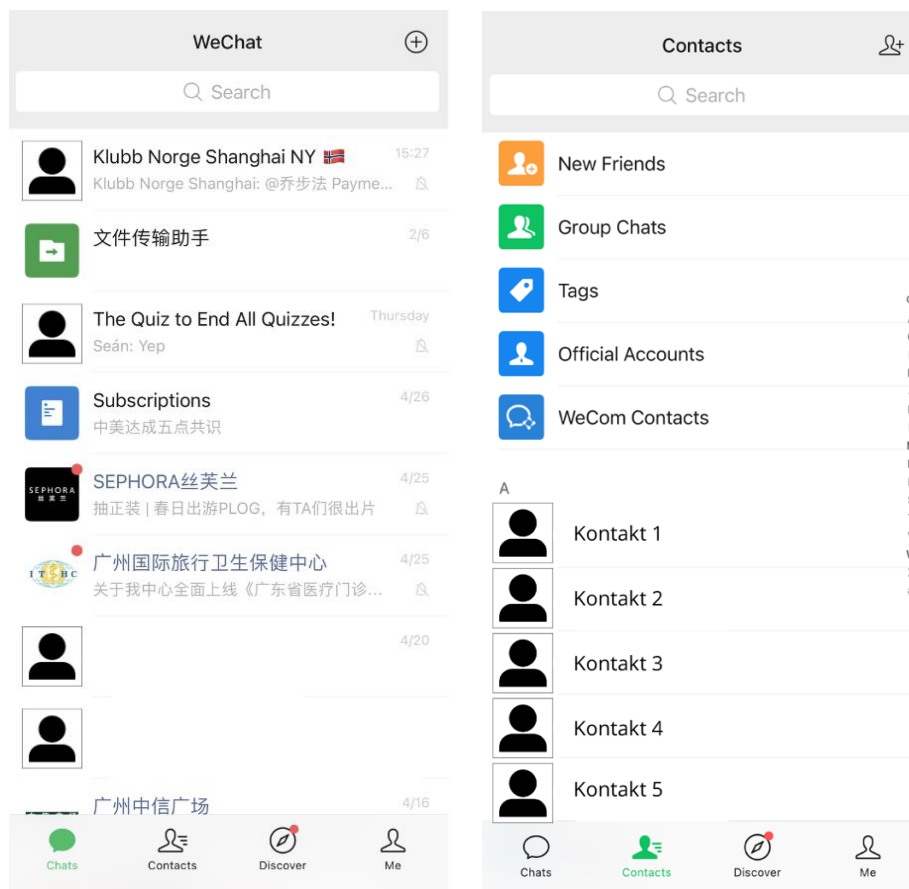 WeChat
Search
Klubb Norge Shanghai NY 🇳🇴
15:27
Klubb Norge Shanghai: @乔步法 Payme...
文件传输助手
2/6
The Quiz to End All Quizzes!
Thursday
Seán: Yep
Subscriptions
4/26
中美达成五点共识
SEPHORA
丝芙兰
SEPHORA丝芙兰
4/25
抽正装 | 春日出游PLOG，有TA们很出片
ITSHC
广州国际旅行卫生保健中心
4/25
关于我中心全面上线《广东省医疗门诊...
4/20
广州中信广场
4/16
Chats
Contacts
Discover
Me
Contacts
Search
New Friends
Group Chats
Tags
Official Accounts
WeCom Contacts
A
Kontakt 1
Kontakt 2
Kontakt 3
Kontakt 4
Kontakt 5
Chats
Contacts
Discover
Me